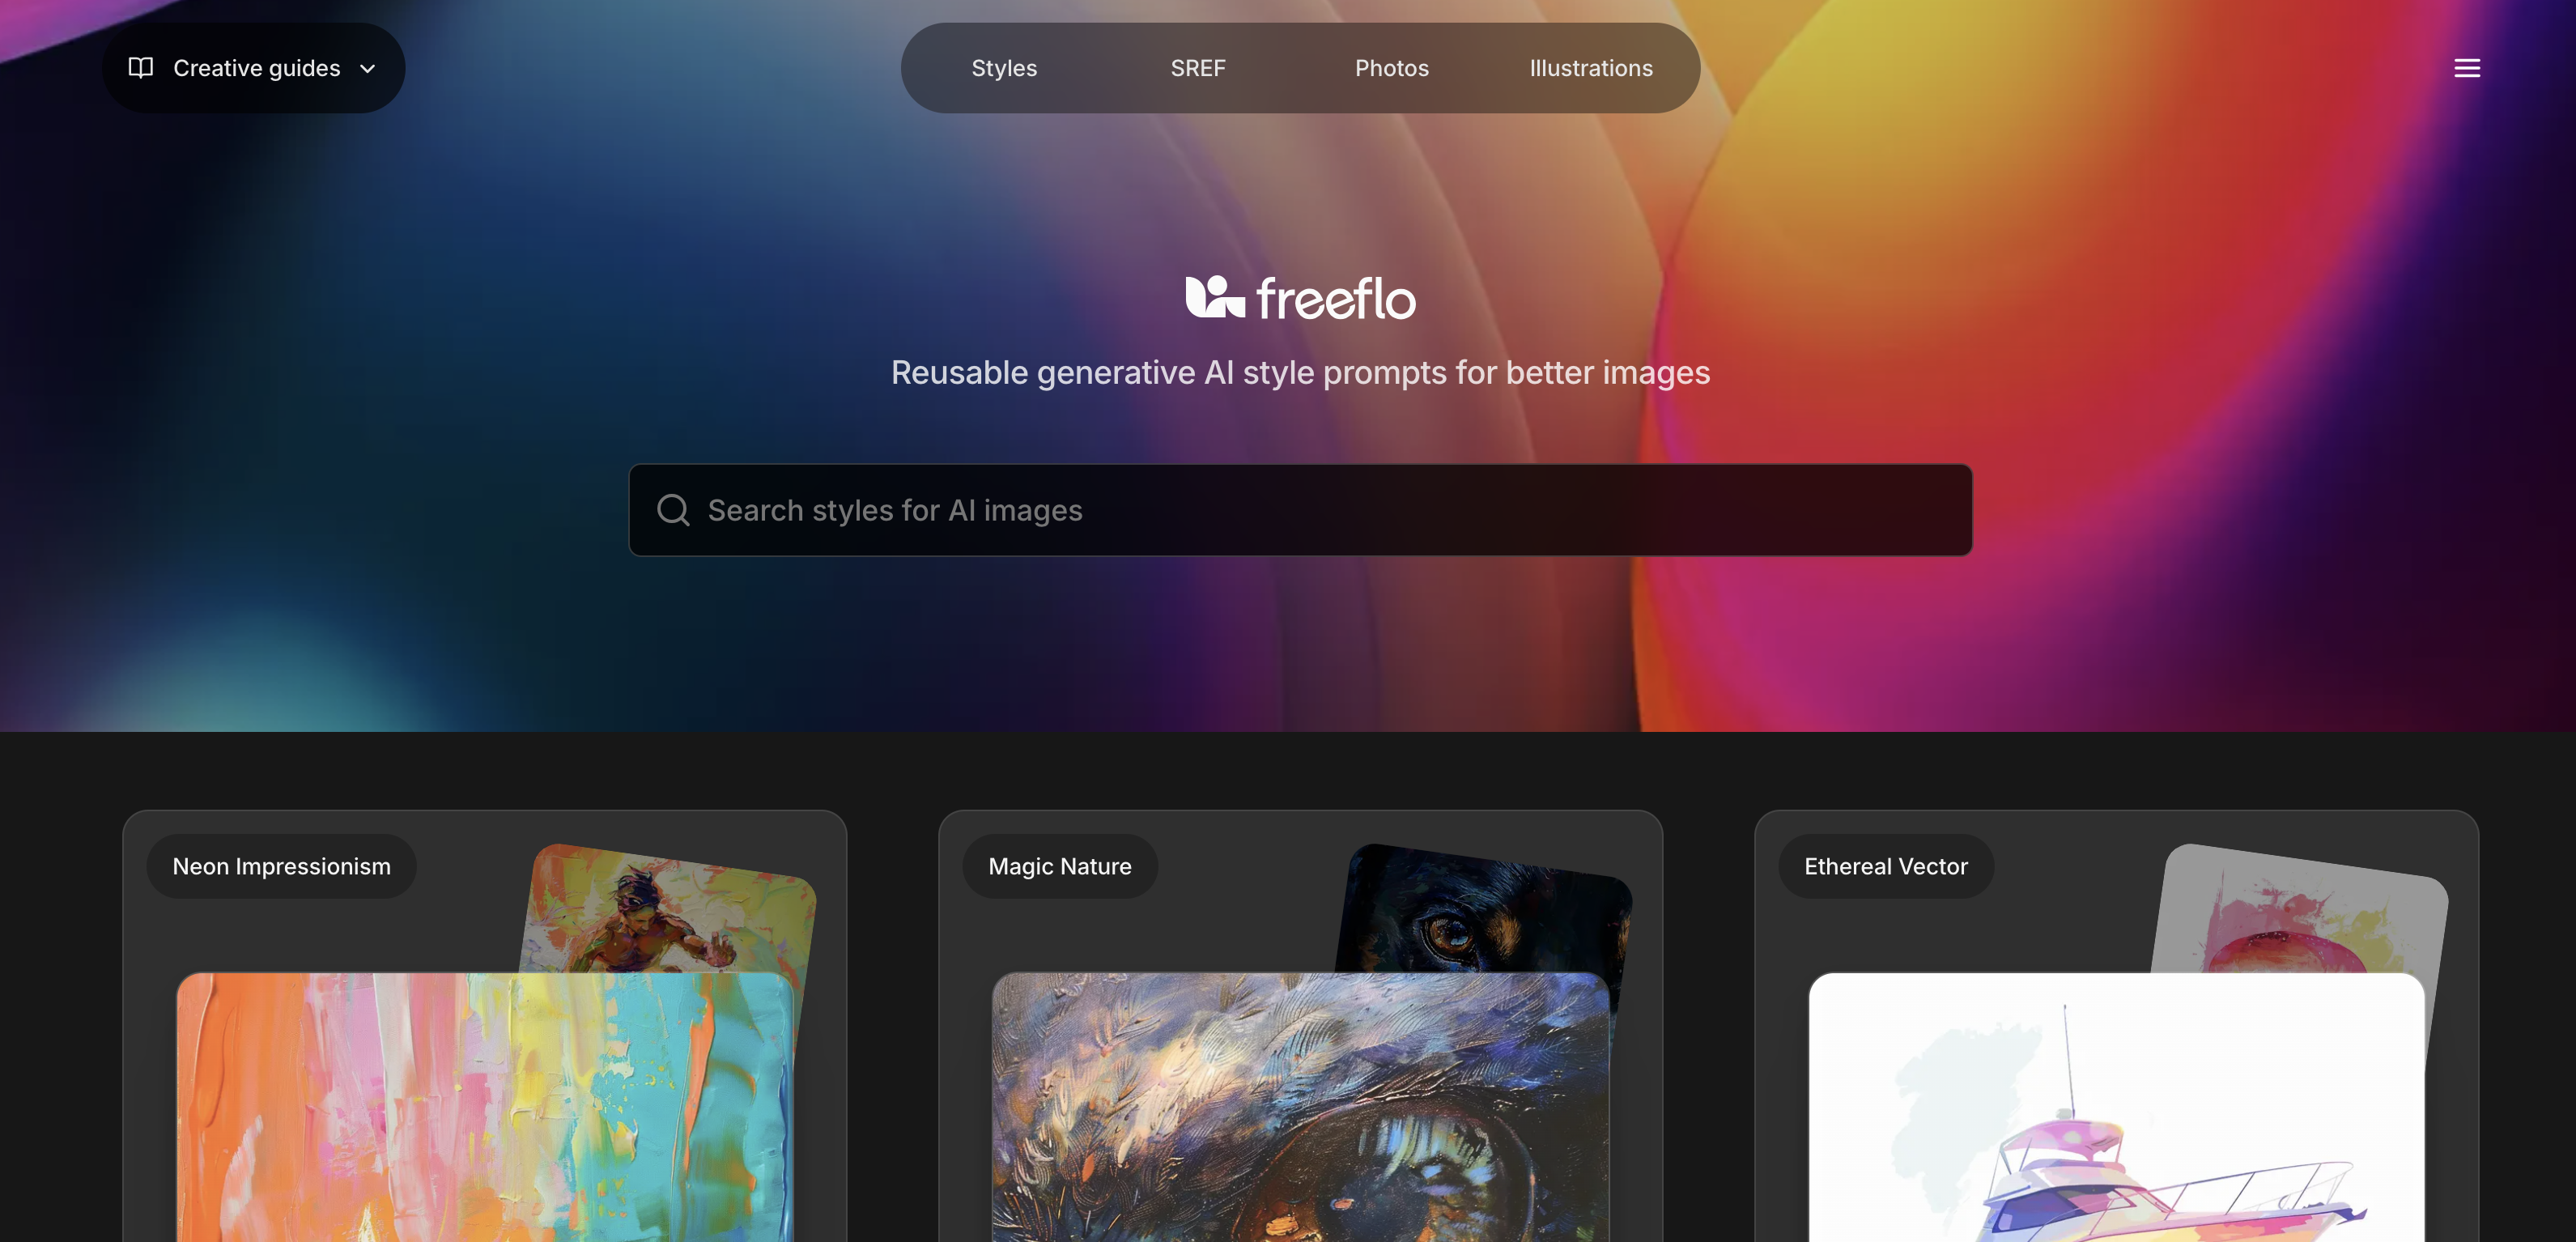 Creative guides
Styles
SREF
Photos
Illustrations
freeflo
Reusable generative AI style prompts for better images
Search styles for AI images
Neon Impressionism
Magic Nature
Ethereal Vector